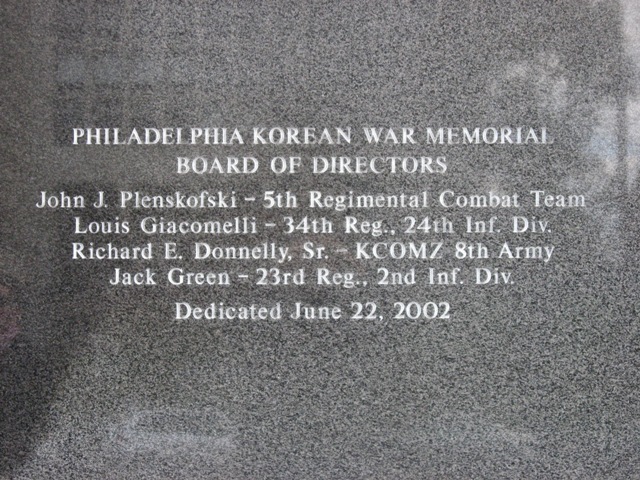 PHILADELPHIA KOREAN WAR MEMORIAL
BOARD OF DIRECTORS
John J. Plenskofski - 5th Regimental Combat Team
Louis Giacomelli - 34th Reg., 24th Inf. Div.
Richard E. Donnelly, Sr. - KCOMZ 8th Army
Jack Green - 23rd Reg., 2nd Inf. Div.
Dedicated June 22, 2002